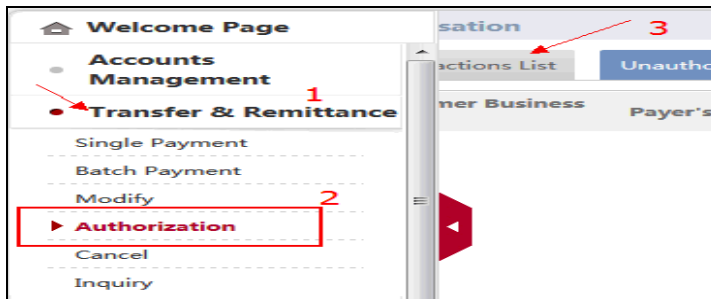 Welcome Page
sation
3
Accounts
Management
actions List
Unautho
1
Transfer & Remittance
mer Business
Payer's
Single Payment
Batch Payment
Modify
2
Authorization
Cancel
Inquiry